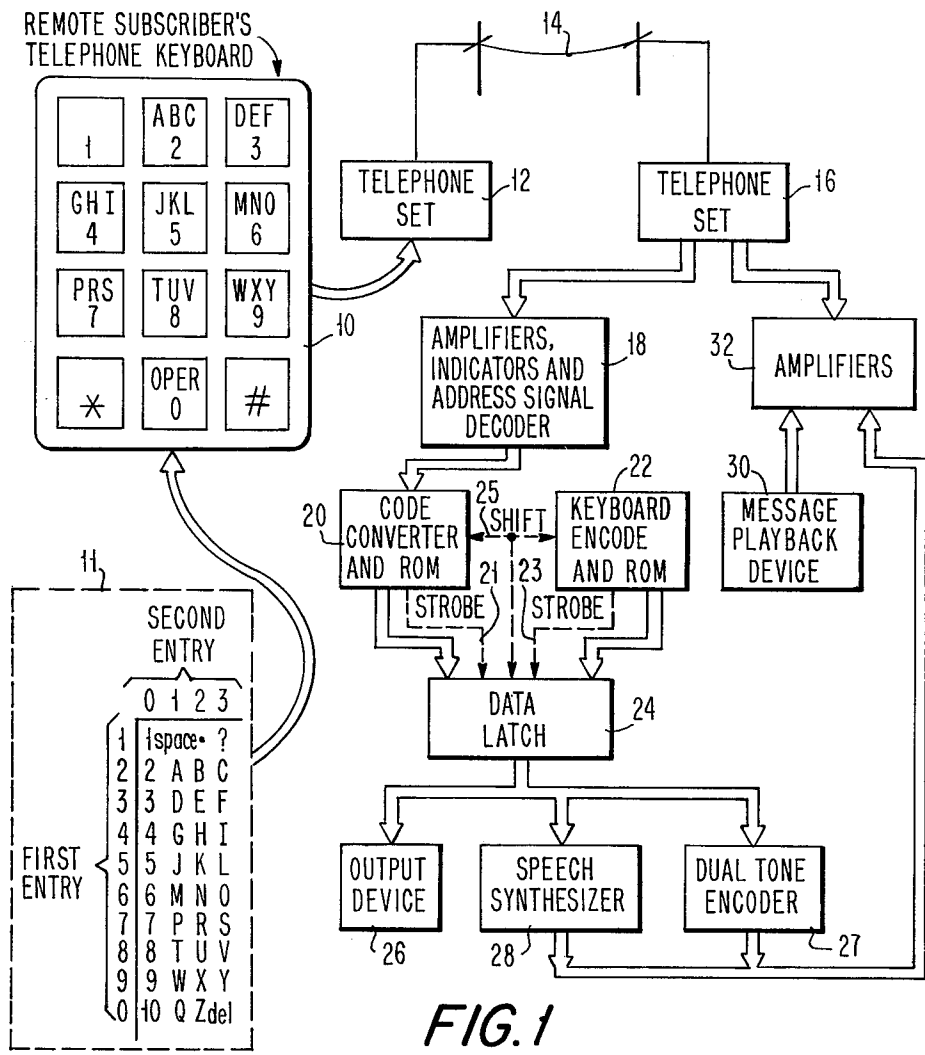 REMOTE SUBSCRIBER'S
TELEPHONE KEYBOARD
1
ABC
2
DEF
3
GHI
4
JKL
5
MNO
6
PRS
7
TUV
8
WXY
9
*
OPER
0
#
10
14
TELEPHONE
SET
12
TELEPHONE
SET
16
AMPLIFIERS,
INDICATORS AND
ADDRESS SIGNAL
DECODER
18
32
AMPLIFIERS
20
CODE
CONVERTER
AND ROM
25
SHIFT
22
KEYBOARD
ENCODE
AND ROM
30
MESSAGE
PLAYBACK
DEVICE
STROBE
21
23
STROBE
DATA
LATCH
24
OUTPUT
DEVICE
26
SPEECH
SYNTHESIZER
28
DUAL TONE
ENCODER
27
11
SECOND
ENTRY
0 1 2 3
FIRST
ENTRY
1 1 space • ?
2 2 A B C
3 3 D E F
4 4 G H I
5 5 J K L
6 6 M N O
7 7 P R S
8 8 T U V
9 9 W X Y
0 10 Q Z del
FIG.1